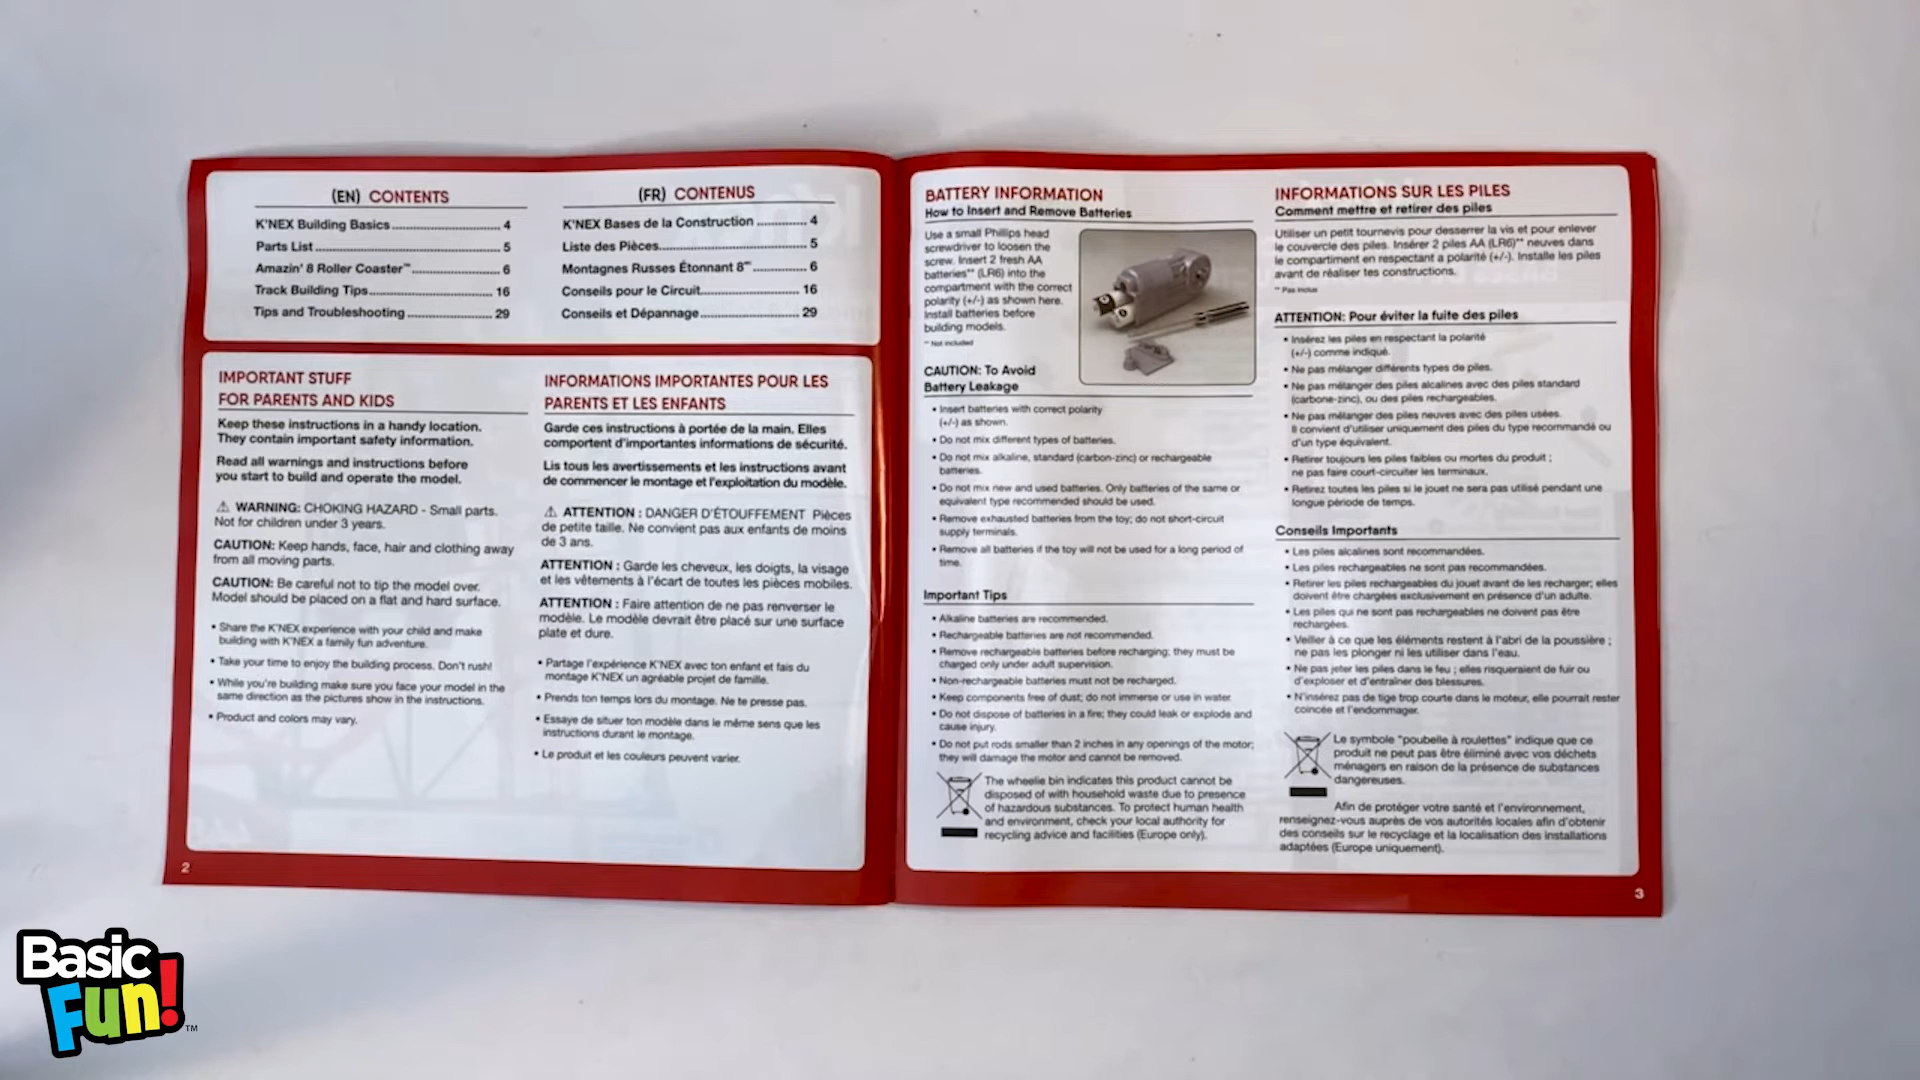 (EN) CONTENTS
K'NEX Building Basics ........................ 4
Parts List ........................ 5
Amazin' 8 Roller Coaster™ ........................ 6
Track Building Tips ........................ 16
Tips and Troubleshooting ........................ 29
(FR) CONTENUS
K'NEX Bases de la Construction ............ 4
Liste des Pièces ............ 5
Montagnes Russes Étonnant 8™ ............ 6
Conseils pour le Circuit ............ 16
Conseils et Dépannage ............ 29
IMPORTANT STUFF
FOR PARENTS AND KIDS
Keep these instructions in a handy location.
They contain important safety information.
Read all warnings and instructions before
you start to build and operate the model.
⚠ WARNING: CHOKING HAZARD - Small parts.
Not for children under 3 years.
CAUTION: Keep hands, face, hair and clothing away
from all moving parts.
CAUTION: Be careful not to tip the model over.
Model should be placed on a flat and hard surface.
• Share the K'NEX experience with your child and make
building with K'NEX a family fun adventure.
• Take your time to enjoy the building process. Don't rush!
• While you're building make sure you face your model in the
same direction as the pictures show in the instructions.
• Product and colors may vary.
INFORMATIONS IMPORTANTES POUR LES
PARENTS ET LES ENFANTS
Garde ces instructions à portée de la main. Elles
comportent d'importantes informations de sécurité.
Lis tous les avertissements et les instructions avant
de commencer le montage et l'exploitation du modèle.
⚠ ATTENTION : DANGER D'ÉTOUFFEMENT Pièces
de petite taille. Ne convient pas aux enfants de moins
de 3 ans.
ATTENTION : Garde les cheveux, les doigts, la visage
et les vêtements à l'écart de toutes les pièces mobiles.
ATTENTION : Faire attention de ne pas renverser le
modèle. Le modèle devrait être placé sur une surface
plate et dure.
• Partage l'expérience K'NEX avec ton enfant et fais du
montage K'NEX un agréable projet de famille.
• Prends ton temps lors du montage. Ne te presse pas.
• Essaye de situer ton modèle dans le même sens que les
instructions durant le montage.
• Le produit et les couleurs peuvent varier.
2
BATTERY INFORMATION
How to Insert and Remove Batteries
Use a small Phillips head
screwdriver to loosen the
screw. Insert 2 fresh AA
batteries** (LR6) into the
compartment with the correct
polarity (+/-) as shown here.
Install batteries before
building models.
** Not included
CAUTION: To Avoid
Battery Leakage
• Insert batteries with correct polarity
(+/-) as shown.
• Do not mix different types of batteries.
• Do not mix alkaline, standard (carbon-zinc) or rechargeable
batteries.
• Do not mix new and used batteries. Only batteries of the same or
equivalent type recommended should be used.
• Remove exhausted batteries from the toy; do not short-circuit
supply terminals.
• Remove all batteries if the toy will not be used for a long period of
time.
Important Tips
• Alkaline batteries are recommended.
• Rechargeable batteries are not recommended.
• Remove rechargeable batteries before recharging; they must be
charged only under adult supervision.
• Non-rechargeable batteries must not be recharged.
• Keep components free of dust; do not immerse or use in water.
• Do not dispose of batteries in a fire; they could leak or explode and
cause injury.
• Do not put rods smaller than 2 inches in any openings of the motor;
they will damage the motor and cannot be removed.
The wheelie bin indicates this product cannot be
disposed of with household waste due to presence
of hazardous substances. To protect human health
and environment, check your local authority for
recycling advice and facilities (Europe only).
INFORMATIONS SUR LES PILES
Comment mettre et retirer des piles
Utiliser un petit tournevis pour desserrer la vis et pour enlever
le couvercle des piles. Insérer 2 piles AA (LR6)** neuves dans
le compartiment en respectant a polarité (+/-). Installe les piles
avant de réaliser tes constructions.
** Pas inclus
ATTENTION: Pour éviter la fuite des piles
• Insérez les piles en respectant la polarité
(+/-) comme indiqué.
• Ne pas mélanger différents types de piles.
• Ne pas mélanger des piles alcalines avec des piles standard
(carbone-zinc), ou des piles rechargeables.
• Ne pas mélanger des piles neuves avec des piles usées.
Il convient d'utiliser uniquement des piles du type recommandé ou
d'un type équivalent.
• Retirer toujours les piles faibles ou mortes du produit ;
ne pas faire court-circuiter les terminaux.
• Retirez toutes les piles si le jouet ne sera pas utilisé pendant une
longue période de temps.
Conseils Importants
• Les piles alcalines sont recommandées.
• Les piles rechargeables ne sont pas recommandées.
• Retirer les piles rechargeables du jouet avant de les recharger; elles
doivent être chargées exclusivement en présence d'un adulte.
• Les piles qui ne sont pas rechargeables ne doivent pas être
rechargées.
• Veiller à ce que les éléments restent à l'abri de la poussière ;
ne pas les plonger ni les utiliser dans l'eau.
• Ne pas jeter les piles dans le feu ; elles risqueraient de fuir ou
d'exploser et d'entraîner des blessures.
• N'insérez pas de tige trop courte dans le moteur, elle pourrait rester
coincée et l'endommager.
Le symbole "poubelle à roulettes" indique que ce
produit ne peut pas être éliminé avec vos déchets
ménagers en raison de la présence de substances
dangereuses.
Afin de protéger votre santé et l'environnement,
renseignez-vous auprès de vos autorités locales afin d'obtenir
des conseils sur le recyclage et la localisation des installations
adaptées (Europe uniquement).
3
Basic
Fun!™